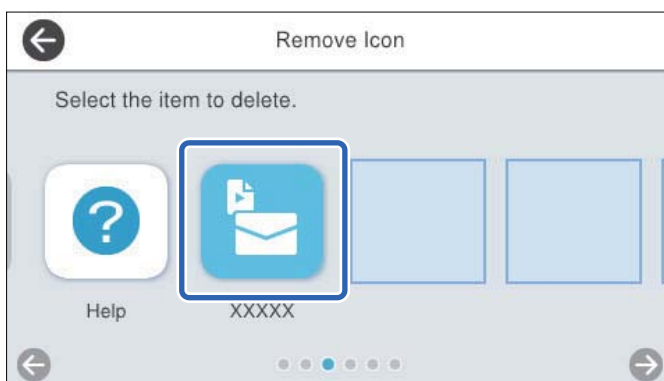 Remove Icon
Select the item to delete.
?
Help
XXXXX